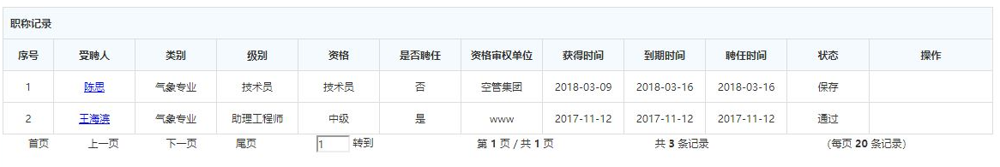 职称记录
序号 受聘人 类别 级别 资格 是否聘任 资格审权单位 获得时间 到期时间 聘任时间 状态 操作
1 陈思 气象专业 技术员 技术员 否 空管集团 2018-03-09 2018-03-16 2018-03-16 保存
2 王海滨 气象专业 助理工程师 中级 是 www 2017-11-12 2017-11-12 2017-11-12 通过
首页 上一页 下一页 尾页 1 转到 第 1 页 / 共 1 页 共 3 条记录 (每页 20 条记录)